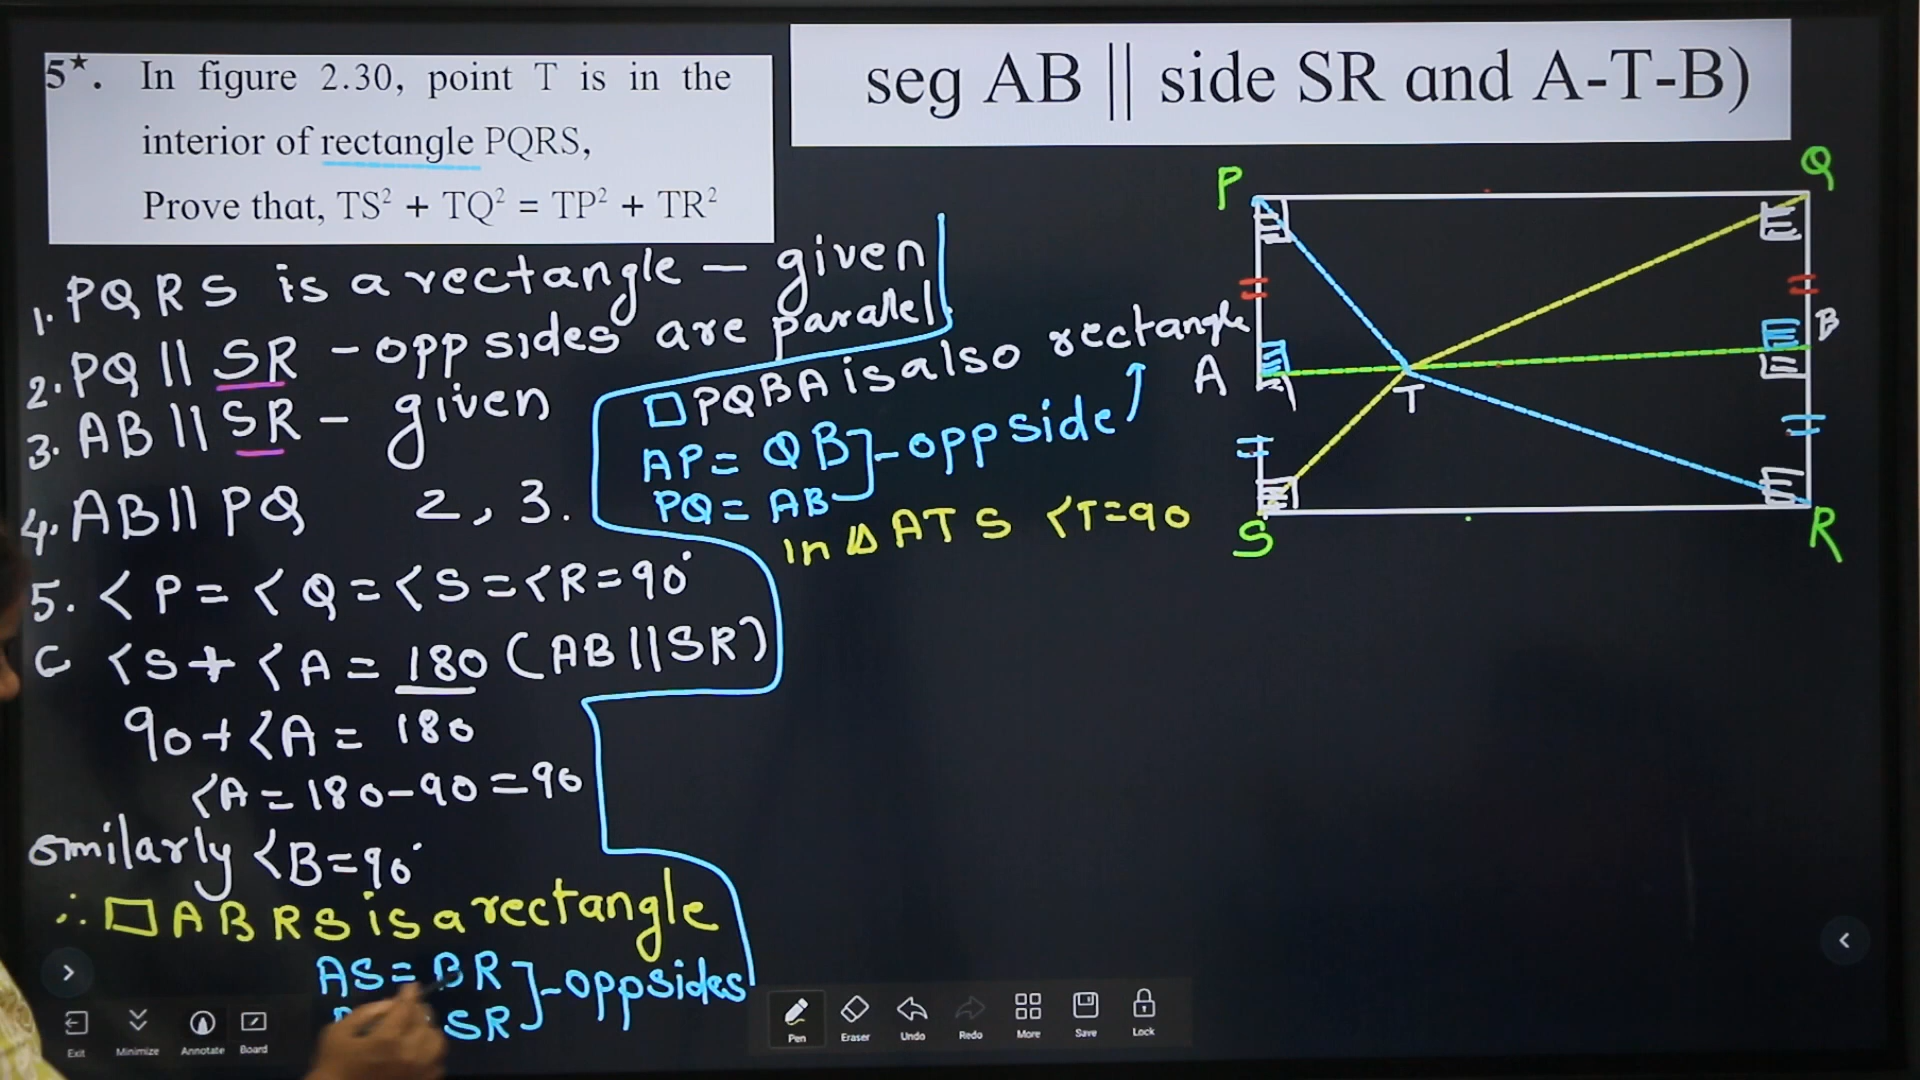 5★. In figure 2.30, point T is in the
interior of rectangle PQRS,
Prove that, TS² + TQ² = TP² + TR²
seg AB || side SR and A-T-B)
1. PQRS is a rectangle – given
2. PQ || SR – opp sides are parallel.
3. AB || SR – given
4. AB || PQ 2, 3.
5. <P = <Q = <S = <R = 90°
<S + <A = 180 (AB || SR)
90 + <A = 180
<A = 180 – 90 = 90
similarly <B = 90°
∴ □ABRS is a rectangle
AS = BR
= SR ] – opp sides
□PQBA is also rectangle
AP = QB
PQ = AB ] – opp side
In △ATS <T = 90
P
Q
A
T
B
S
R
Exit
Minimize
Annotate
Board
Pen
Eraser
Undo
Redo
More
Save
Lock